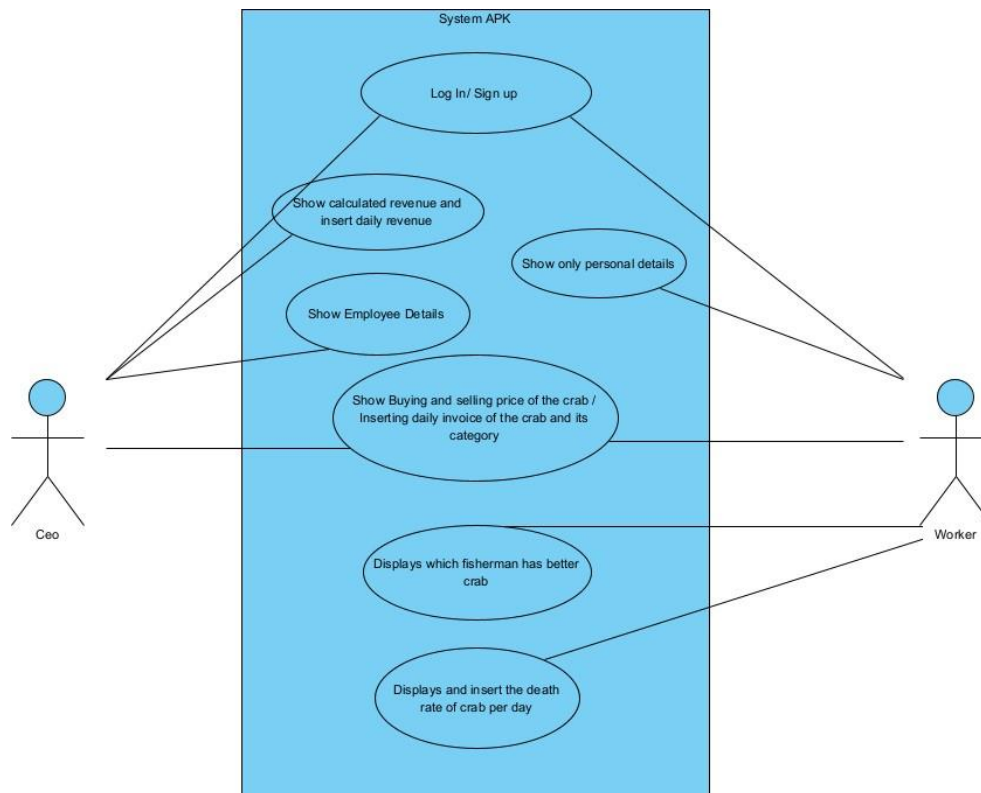 System APK
Log In/ Sign up
Show calculated revenue and
insert daily revenue
Show only personal details
Show Employee Details
Show Buying and selling price of the crab /
Inserting daily invoice of the crab and its
category
Ceo
Worker
Displays which fisherman has better
crab
Displays and insert the death
rate of crab per day